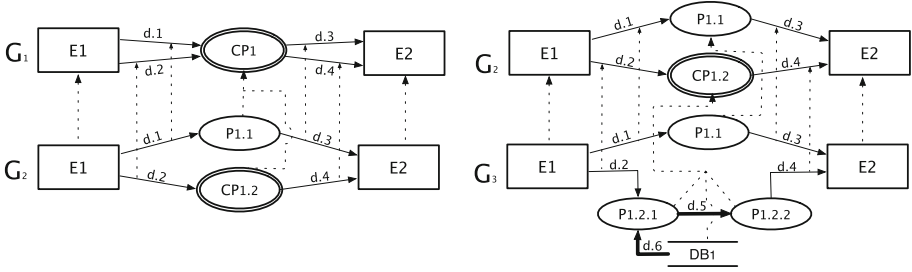 G1 E1 d.1 d.2 CP1 d.3 d.4 E2
G2 E1 d.1 d.2 P1.1 CP1.2 d.3 d.4 E2
G2 E1 d.1 d.2 P1.1 CP1.2 d.3 d.4 E2
G3 E1 d.1 d.2 P1.1 d.3 d.4 E2
P1.2.1 d.5 P1.2.2
d.6 DB1